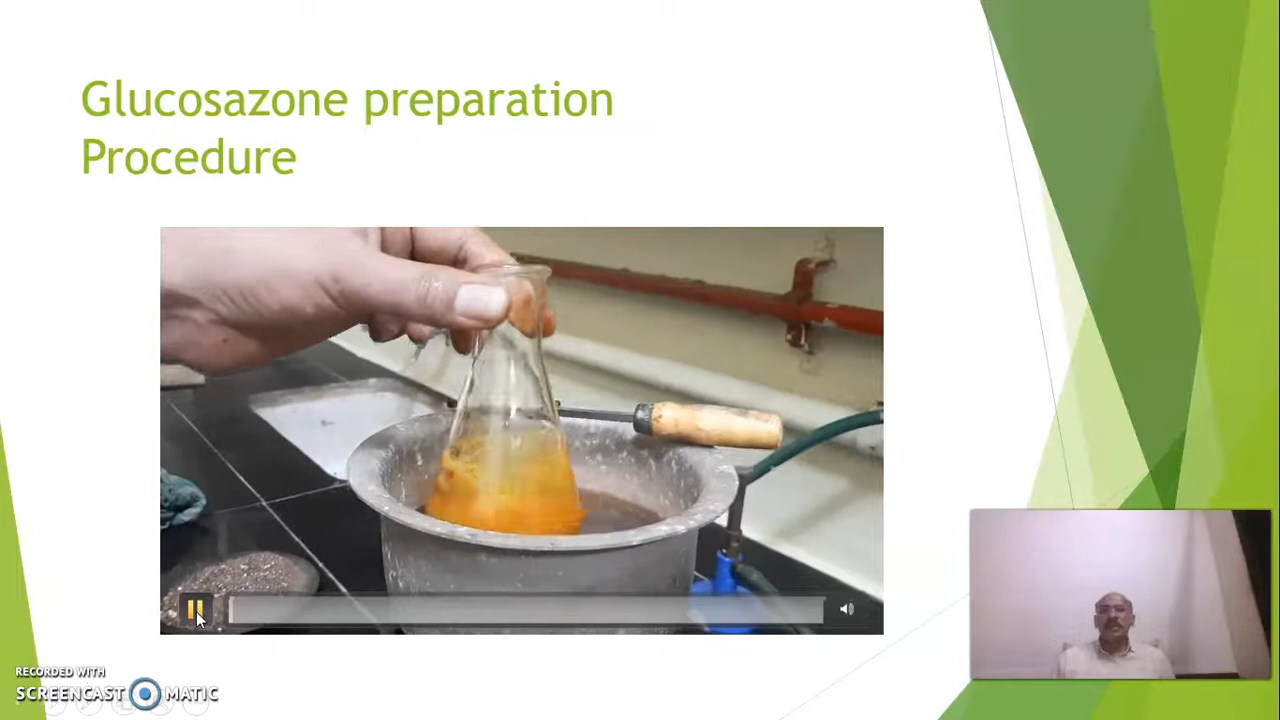 Glucosazone preparation
Procedure
RECORDED WITH
SCREENCAST MATIC